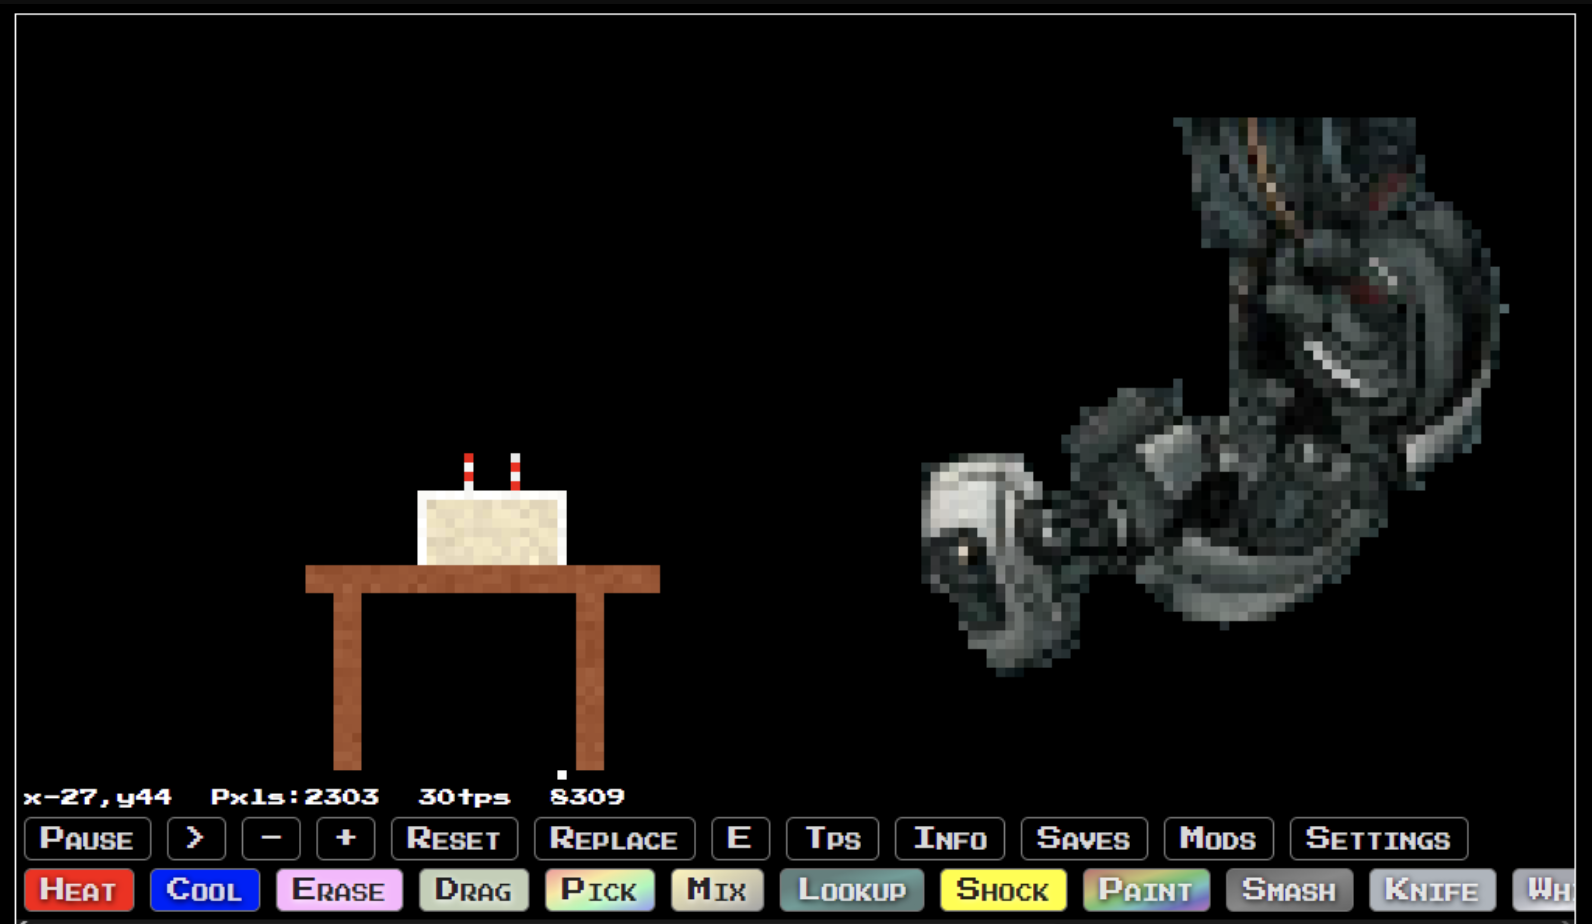 x-27,y44 Pxls:2303 30tps 8309
PAUSE > - + RESET REPLACE E TPS INFO SAVES MODS SETTINGS
HEAT COOL ERASE DRAG PICK MIX LOOKUP SHOCK PAINT SMASH KNIFE